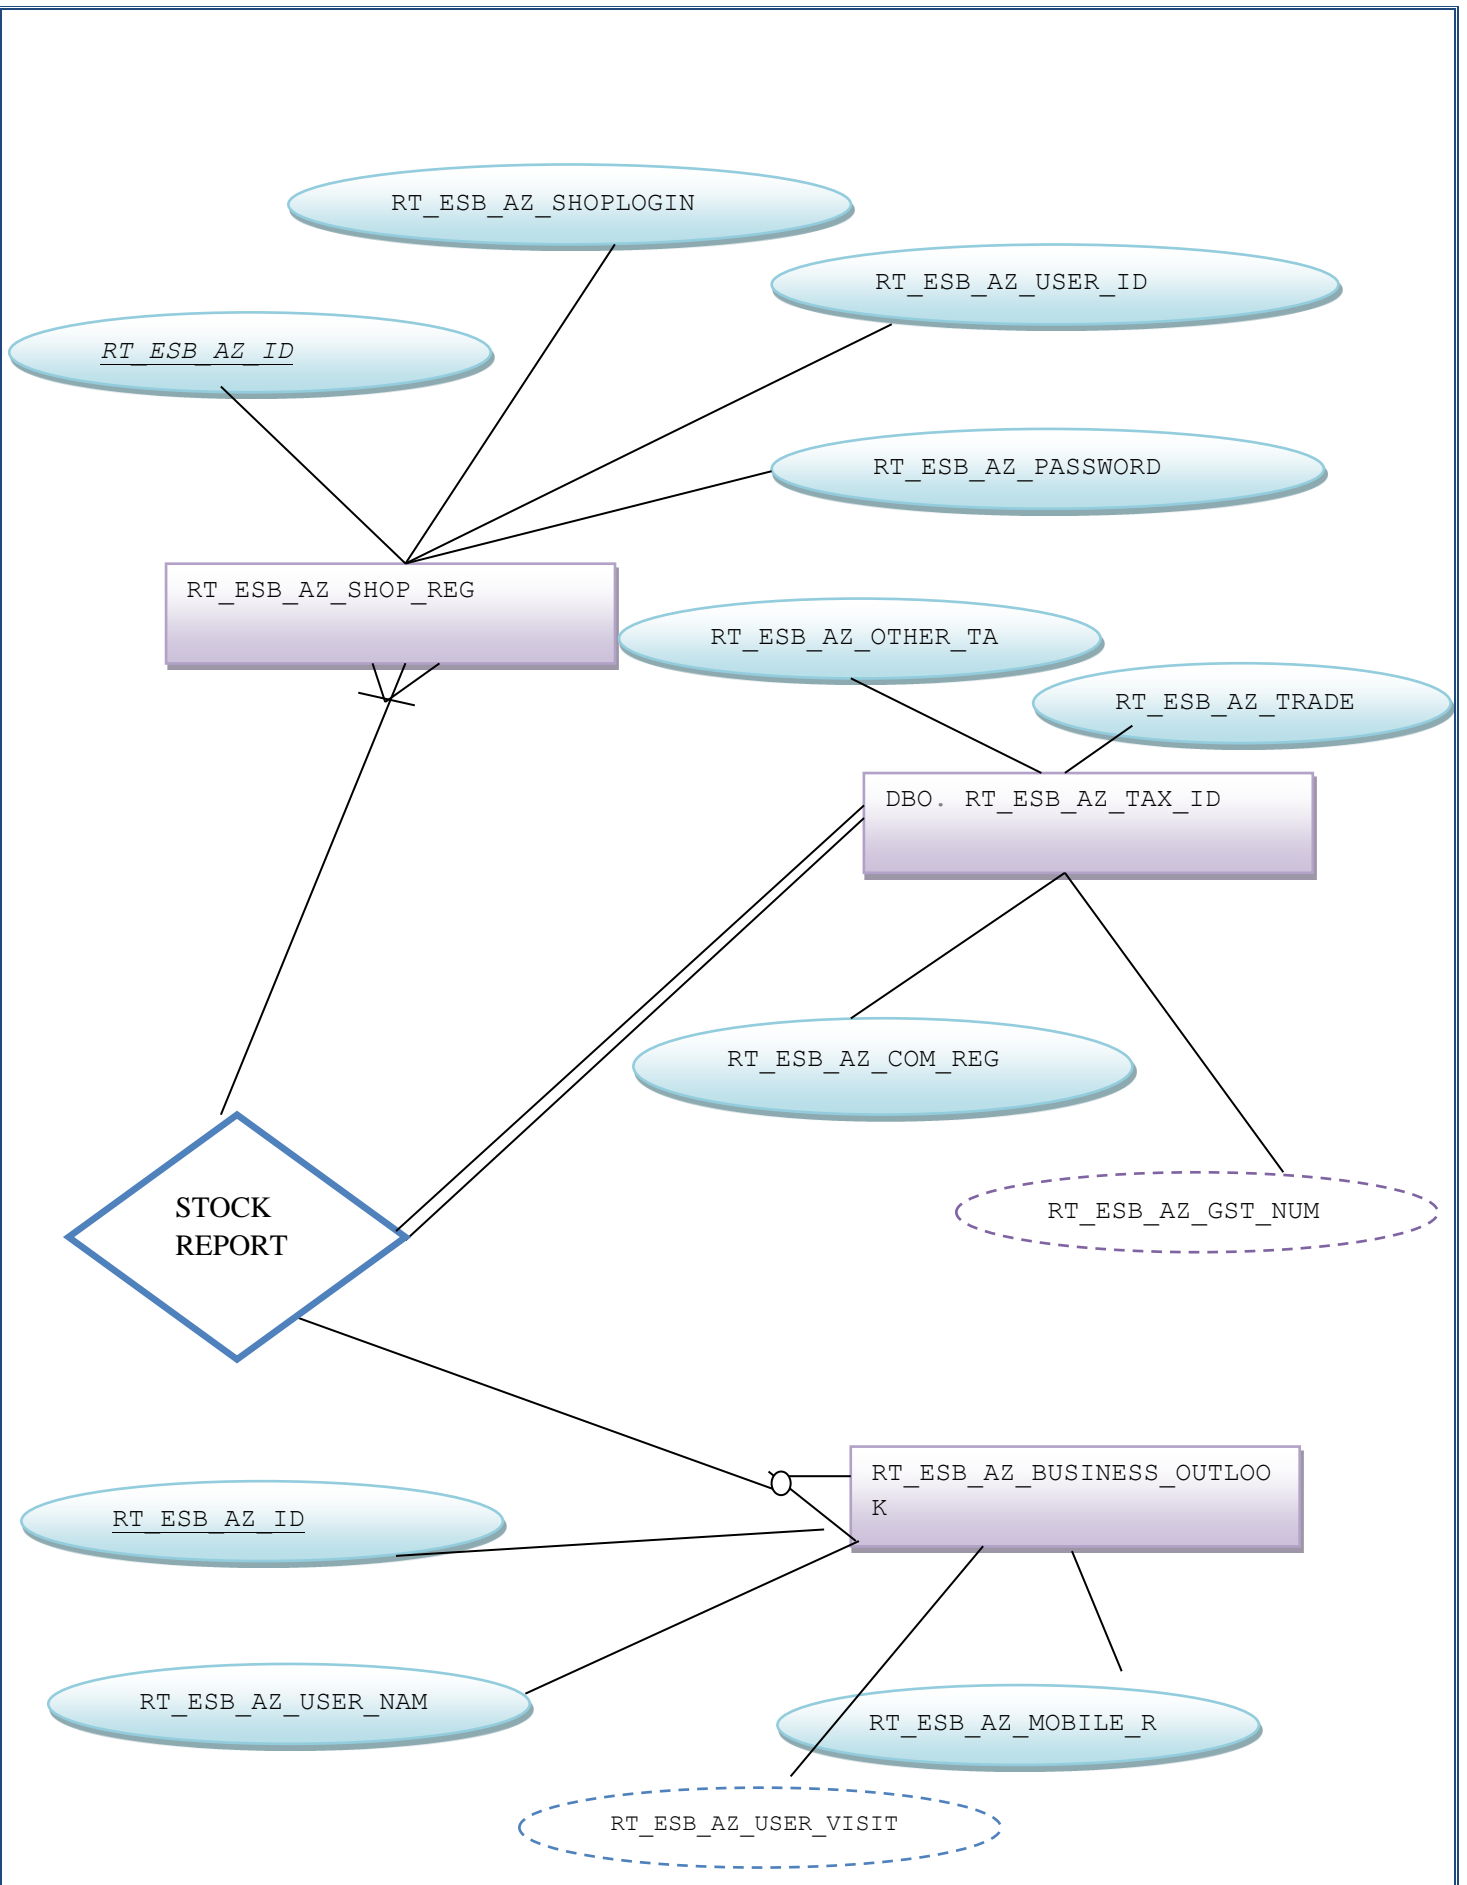 RT_ESB_AZ_SHOPLOGIN
RT_ESB_AZ_USER_ID
RT_ESB_AZ_ID
RT_ESB_AZ_PASSWORD
RT_ESB_AZ_SHOP_REG
RT_ESB_AZ_OTHER_TA
RT_ESB_AZ_TRADE
DBO. RT_ESB_AZ_TAX_ID
RT_ESB_AZ_COM_REG
STOCK
REPORT
RT_ESB_AZ_GST_NUM
RT_ESB_AZ_BUSINESS_OUTLOO
K
RT_ESB_AZ_ID
RT_ESB_AZ_USER_NAM
RT_ESB_AZ_MOBILE_R
RT_ESB_AZ_USER_VISIT